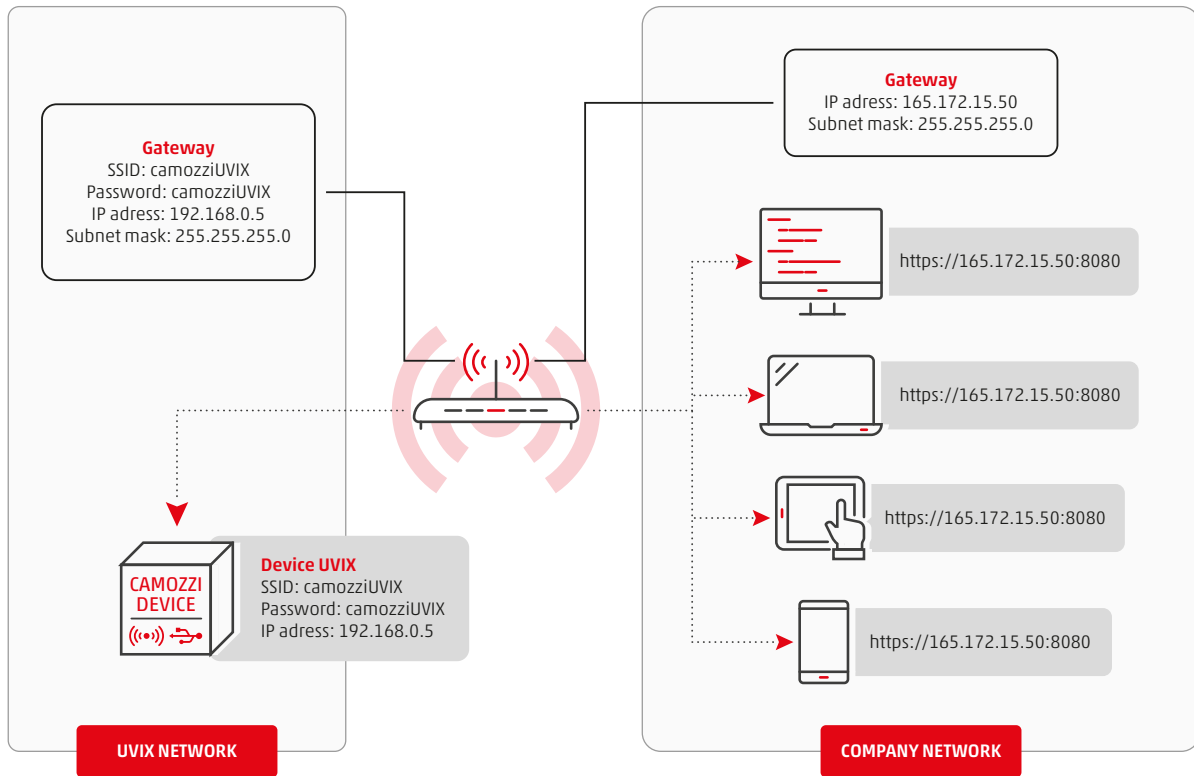 Gateway
SSID: camozziUVIX
Password: camozziUVIX
IP adress: 192.168.0.5
Subnet mask: 255.255.255.0
CAMOZZI
DEVICE
Device UVIX
SSID: camozziUVIX
Password: camozziUVIX
IP adress: 192.168.0.5
UVIX NETWORK
Gateway
IP adress: 165.172.15.50
Subnet mask: 255.255.255.0
https://165.172.15.50:8080
https://165.172.15.50:8080
https://165.172.15.50:8080
https://165.172.15.50:8080
COMPANY NETWORK